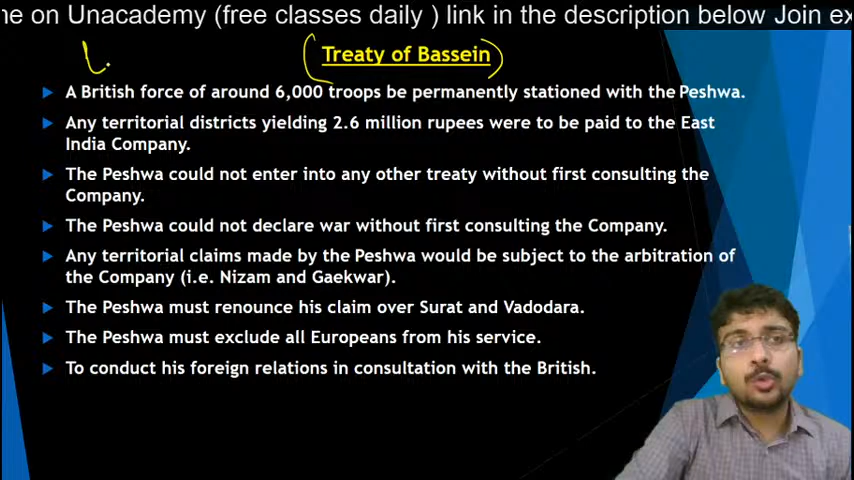 ne on Unacademy (free classes daily ) link in the description below Join ex
Treaty of Bassein
A British force of around 6,000 troops be permanently stationed with the Peshwa.
Any territorial districts yielding 2.6 million rupees were to be paid to the East
India Company.
The Peshwa could not enter into any other treaty without first consulting the
Company.
The Peshwa could not declare war without first consulting the Company.
Any territorial claims made by the Peshwa would be subject to the arbitration of
the Company (i.e. Nizam and Gaekwar).
The Peshwa must renounce his claim over Surat and Vadodara.
The Peshwa must exclude all Europeans from his service.
To conduct his foreign relations in consultation with the British.